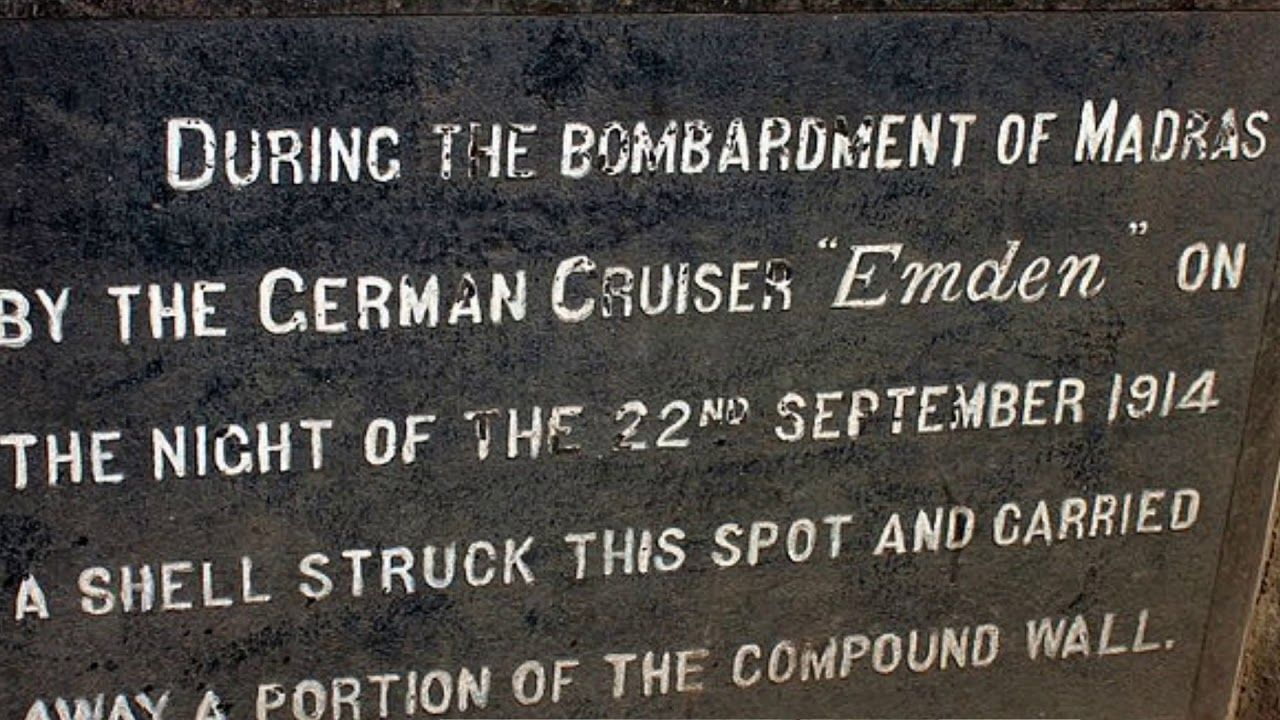 DURING THE BOMBARDMENT OF MADRAS
BY THE GERMAN CRUISER "Emden" ON
THE NIGHT OF THE 22ND SEPTEMBER 1914
A SHELL STRUCK THIS SPOT AND CARRIED
AWAY A PORTION OF THE COMPOUND WALL.